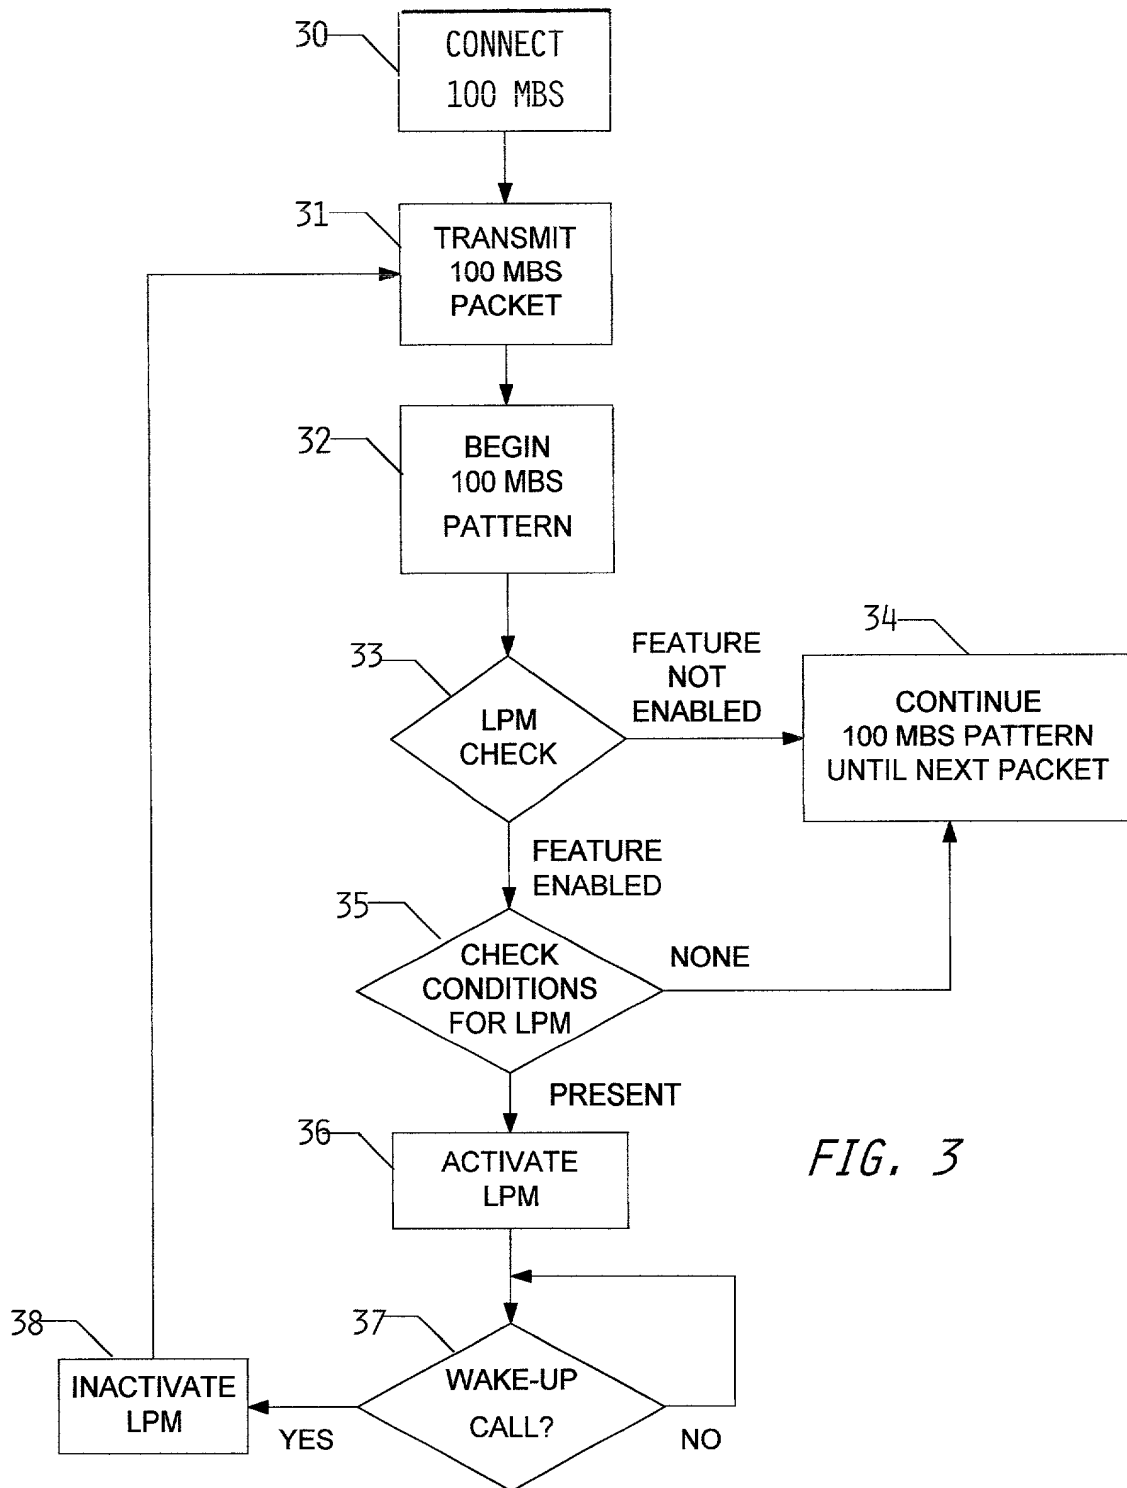 30
CONNECT
100 MBS
31
TRANSMIT
100 MBS
PACKET
32
BEGIN
100 MBS
PATTERN
33
LPM
CHECK
FEATURE
NOT
ENABLED
34
CONTINUE
100 MBS PATTERN
UNTIL NEXT PACKET
FEATURE
ENABLED
35
CHECK
CONDITIONS
FOR LPM
NONE
PRESENT
36
ACTIVATE
LPM
FIG. 3
37
WAKE-UP
CALL?
NO
YES
38
INACTIVATE
LPM